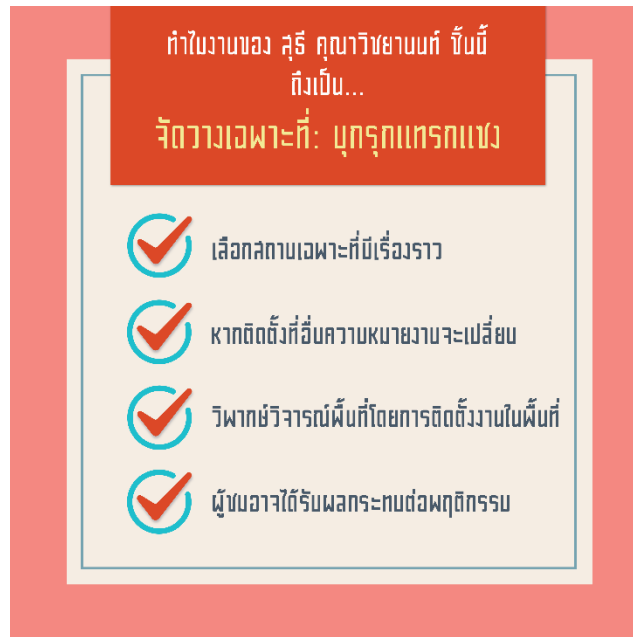 ทำไมงานของ สุธี คุณาวิชยานนท์ ชิ้นนี้
ถึงเป็น...
จัดวางเฉพาะที่: บุกรุกแทรกแซง
เลือกสถานเฉพาะที่มีเรื่องราว
หากติดตั้งที่อื่นความหมายงานจะเปลี่ยน
วิพากษ์วิจารณ์พื้นที่โดยการติดตั้งงานในพื้นที่
ผู้ชมอาจได้รับผลกระทบต่อพฤติกรรม